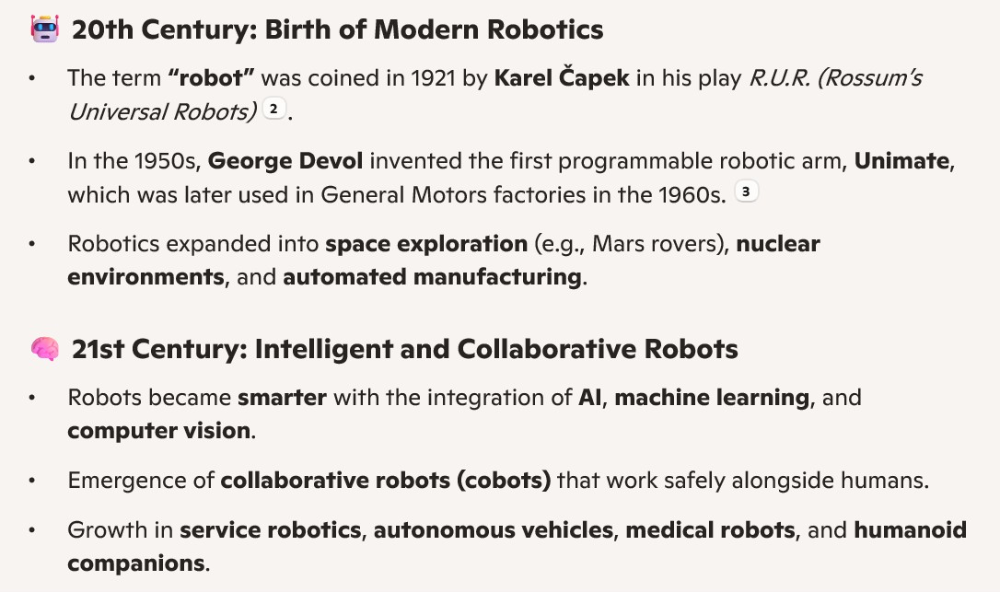 20th Century: Birth of Modern Robotics
• The term “robot” was coined in 1921 by Karel Čapek in his play R.U.R. (Rossum’s
Universal Robots) 2 .
• In the 1950s, George Devol invented the first programmable robotic arm, Unimate,
which was later used in General Motors factories in the 1960s. 3
• Robotics expanded into space exploration (e.g., Mars rovers), nuclear
environments, and automated manufacturing.
21st Century: Intelligent and Collaborative Robots
• Robots became smarter with the integration of AI, machine learning, and
computer vision.
• Emergence of collaborative robots (cobots) that work safely alongside humans.
• Growth in service robotics, autonomous vehicles, medical robots, and humanoid
companions.